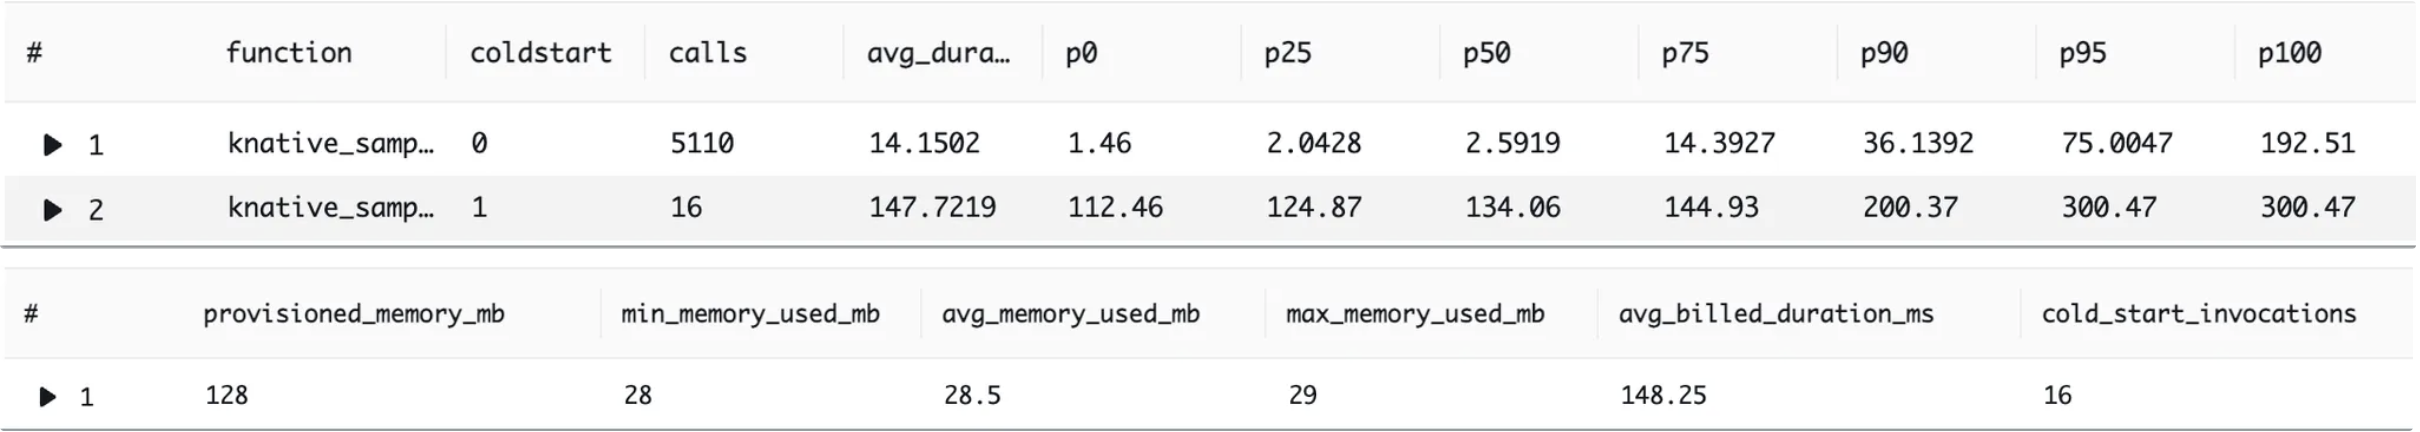 # function coldstart calls avg_dura… p0 p25 p50 p75 p90 p95 p100
1 knative_samp… 0 5110 14.1502 1.46 2.0428 2.5919 14.3927 36.1392 75.0047 192.51
2 knative_samp… 1 16 147.7219 112.46 124.87 134.06 144.93 200.37 300.47 300.47
# provisioned_memory_mb min_memory_used_mb avg_memory_used_mb max_memory_used_mb avg_billed_duration_ms cold_start_invocations
1 128 28 28.5 29 148.25 16